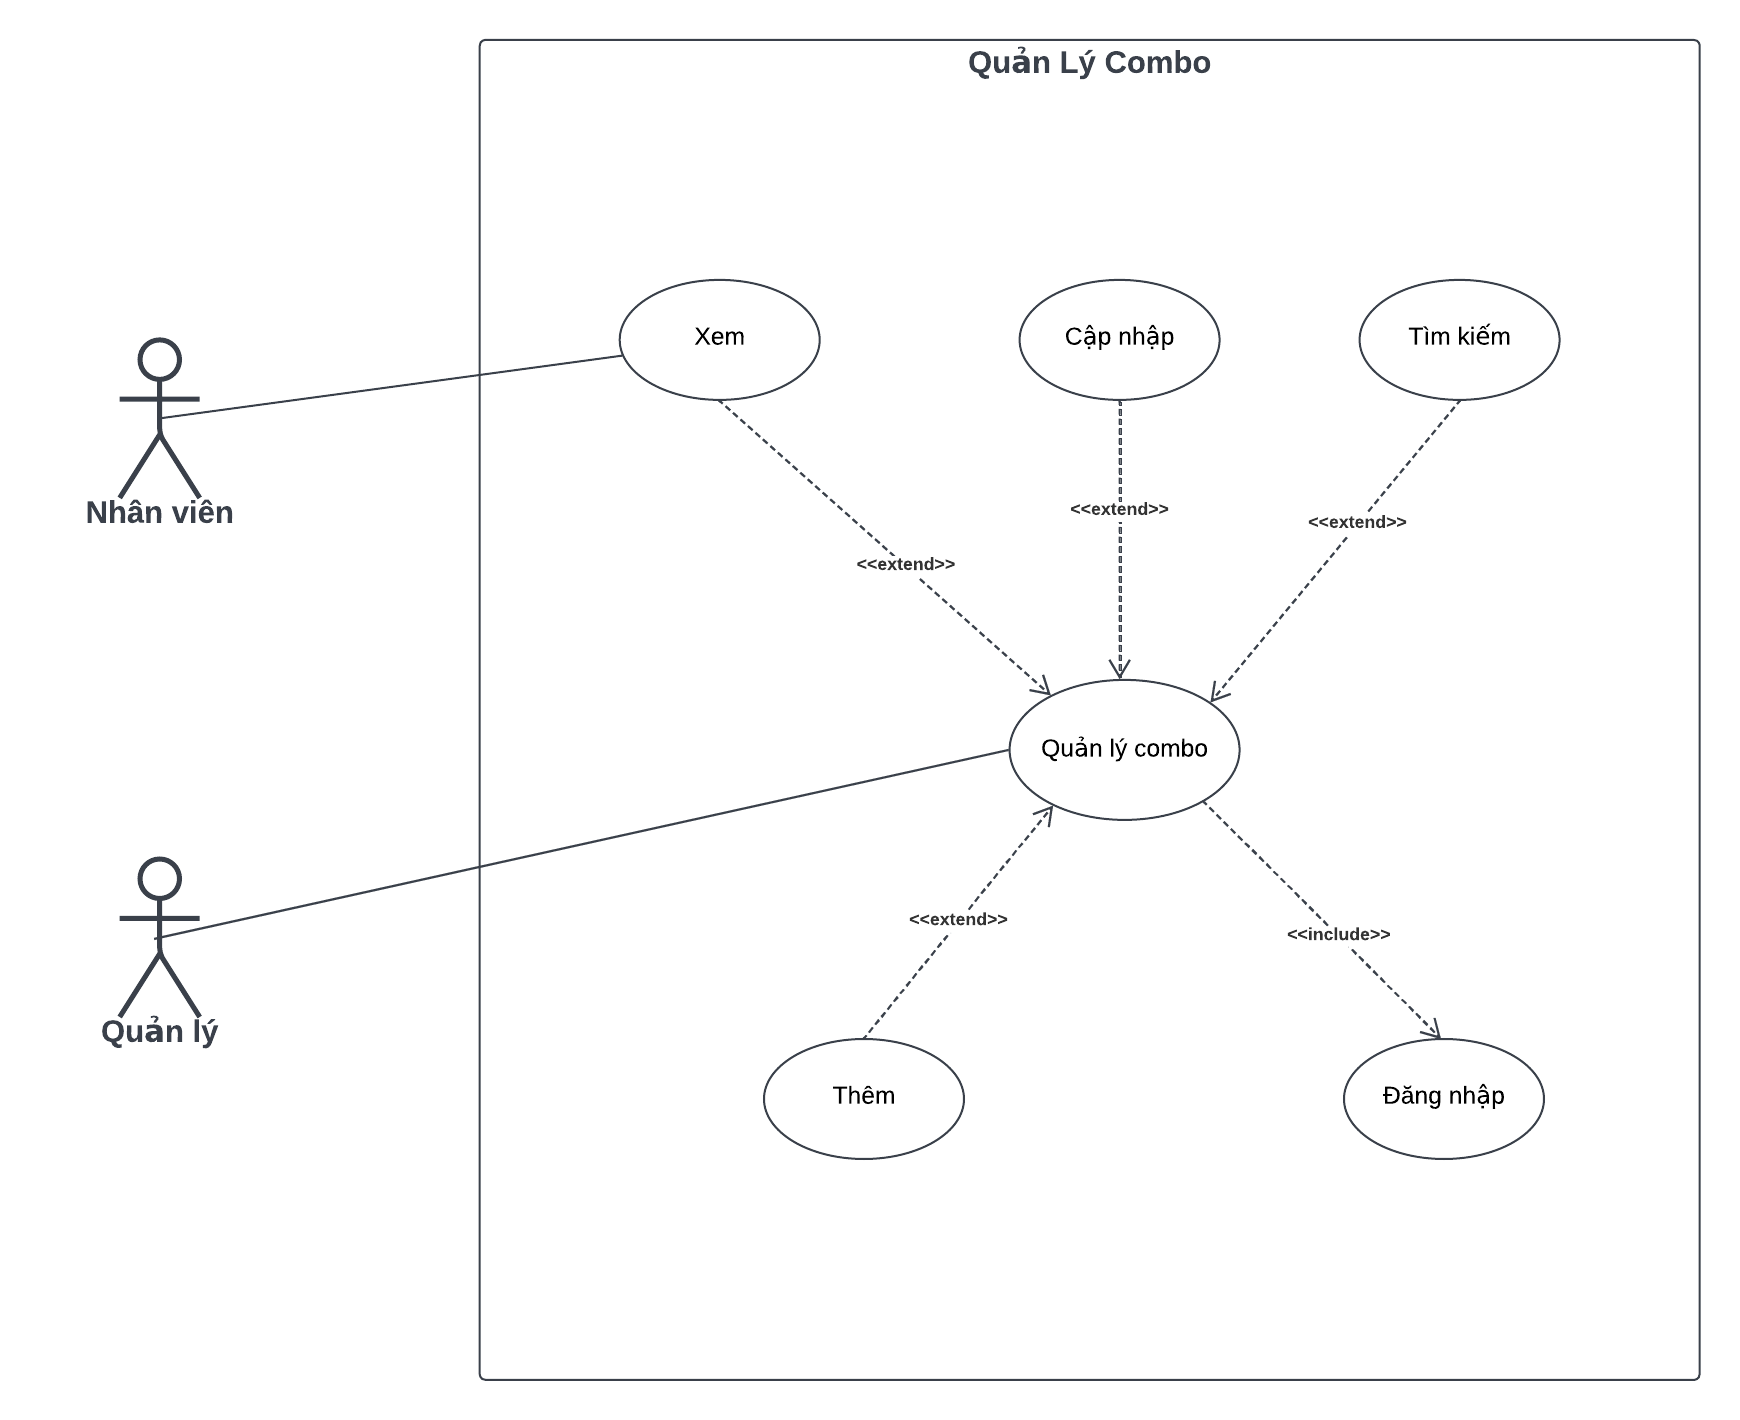 Quản Lý Combo
Xem
Cập nhập
Tìm kiếm
Nhân viên
<<extend>>
<<extend>>
<<extend>>
Quản lý combo
<<extend>>
<<include>>
Quản lý
Thêm
Đăng nhập